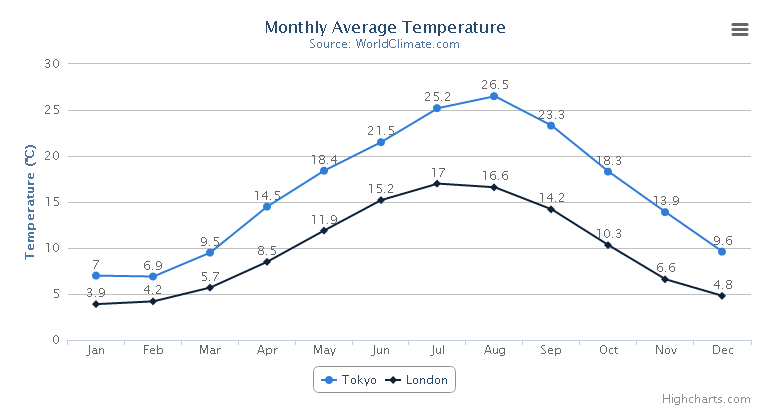 Monthly Average Temperature
Source: WorldClimate.com
Temperature (°C)
30
25
20
15
10
5
0
7 6.9 9.5 14.5 18.4 21.5 25.2 26.5 23.3 18.3 13.9 9.6
3.9 4.2 5.7 8.5 11.9 15.2 17 16.6 14.2 10.3 6.6 4.8
Jan Feb Mar Apr May Jun Jul Aug Sep Oct Nov Dec
Tokyo London
Highcharts.com